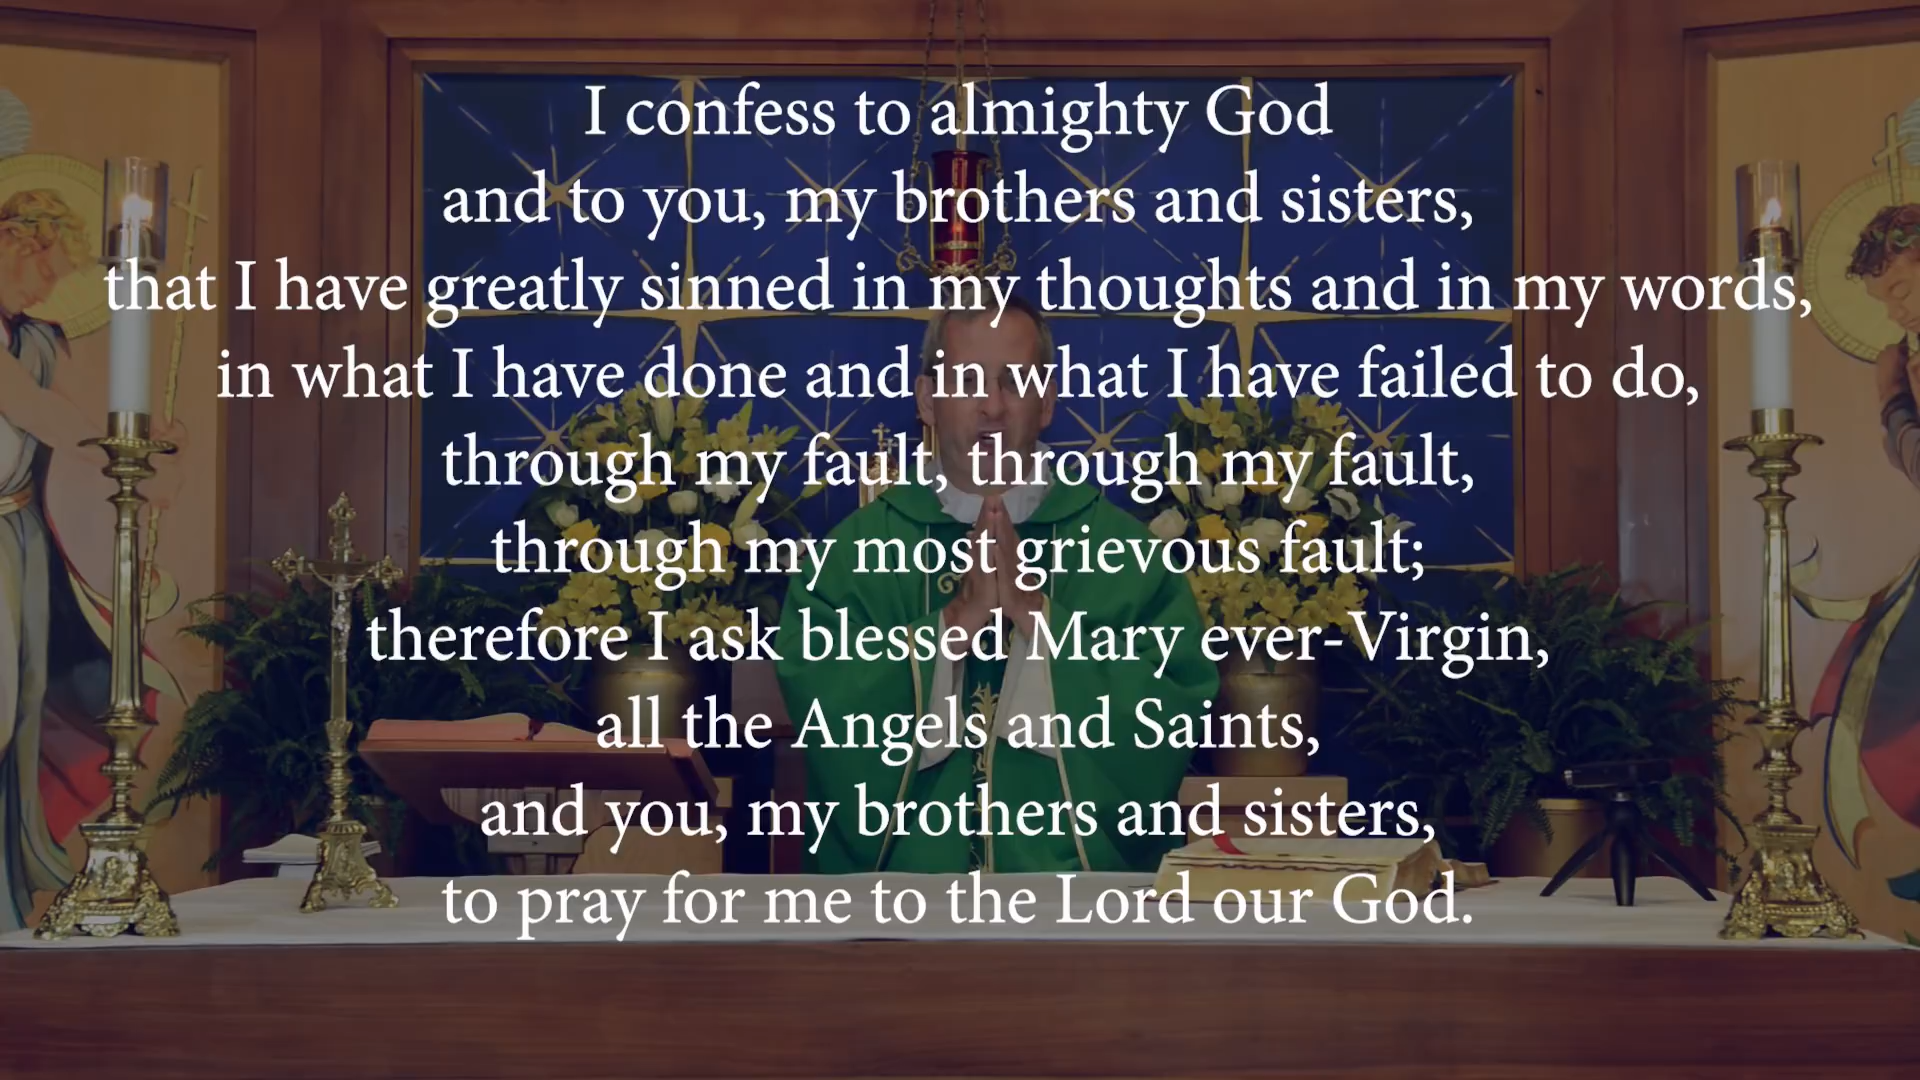 I confess to almighty God
and to you, my brothers and sisters,
that I have greatly sinned in my thoughts and in my words,
in what I have done and in what I have failed to do,
through my fault, through my fault,
through my most grievous fault;
therefore I ask blessed Mary ever-Virgin,
all the Angels and Saints,
and you, my brothers and sisters,
to pray for me to the Lord our God.